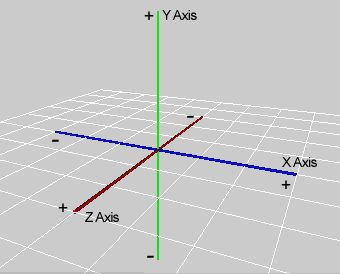 + Y Axis
-
-
X Axis
+
+
Z Axis
-